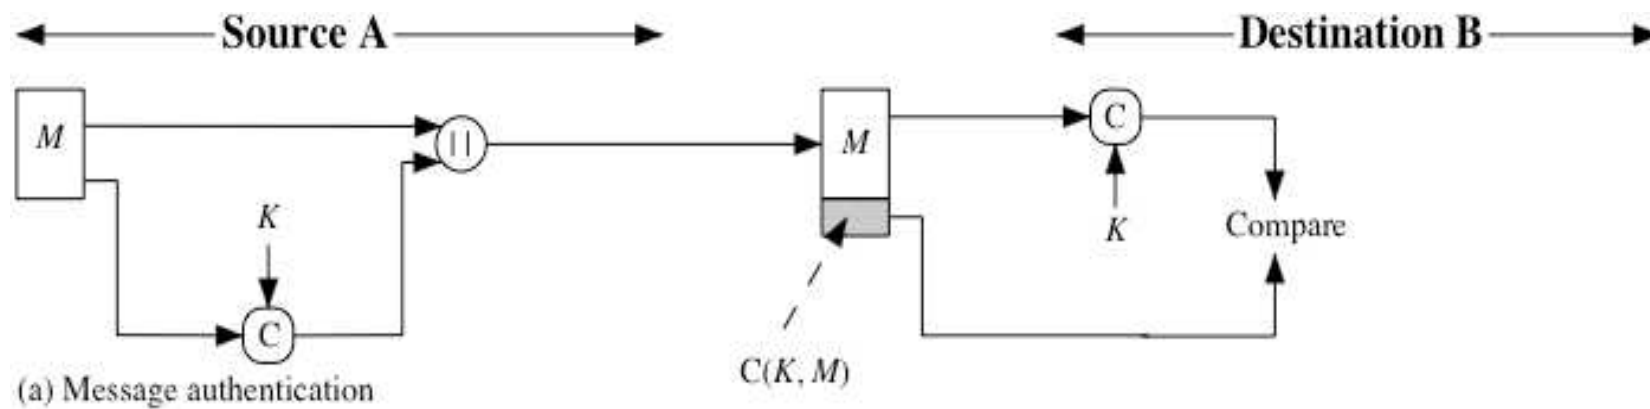 Source A
Destination B
M
||
M
C
K
K
Compare
C
C(K, M)
(a) Message authentication